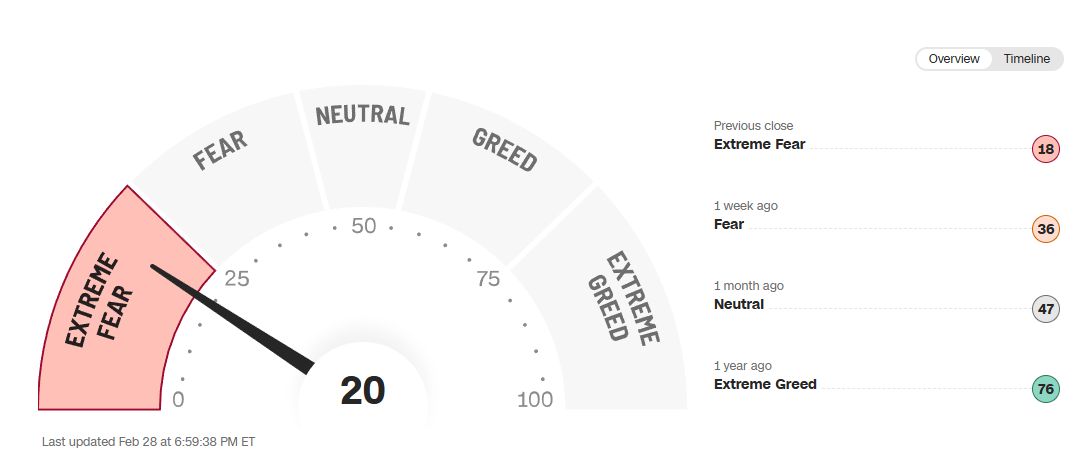 Overview
Timeline
EXTREME
FEAR
FEAR
NEUTRAL
GREED
EXTREME
GREED
0
25
50
75
100
20
Last updated Feb 28 at 6:59:38 PM ET
Previous close
Extreme Fear
18
1 week ago
Fear
36
1 month ago
Neutral
47
1 year ago
Extreme Greed
76